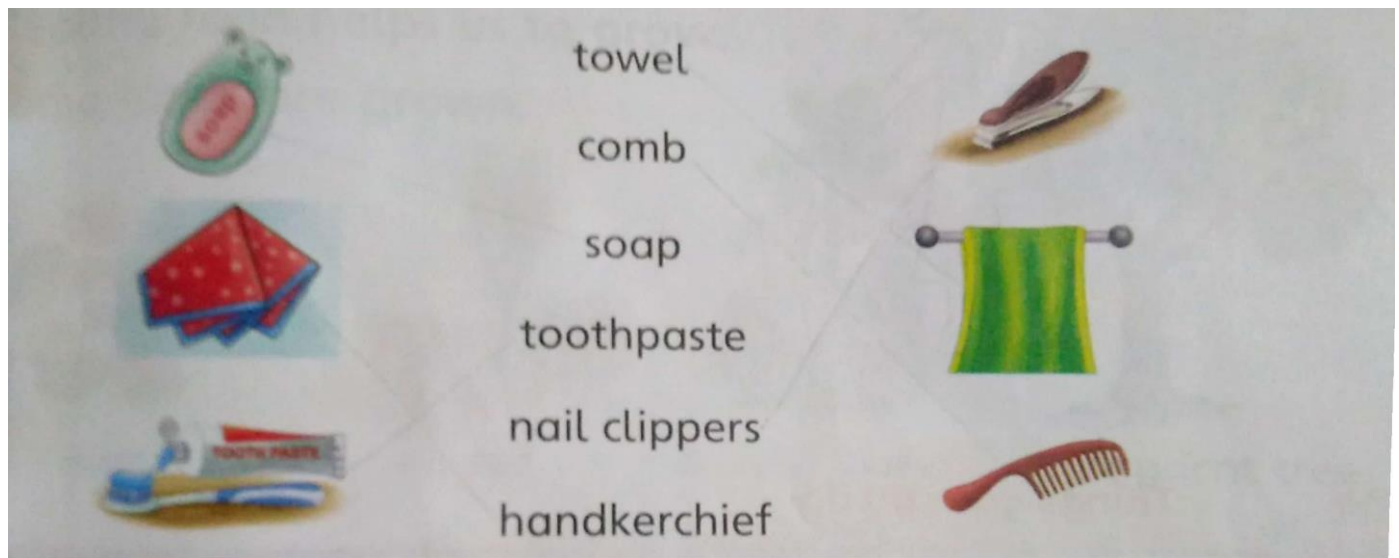 soap
towel
comb
soap
toothpaste
TOOTH PASTE
nail clippers
handkerchief